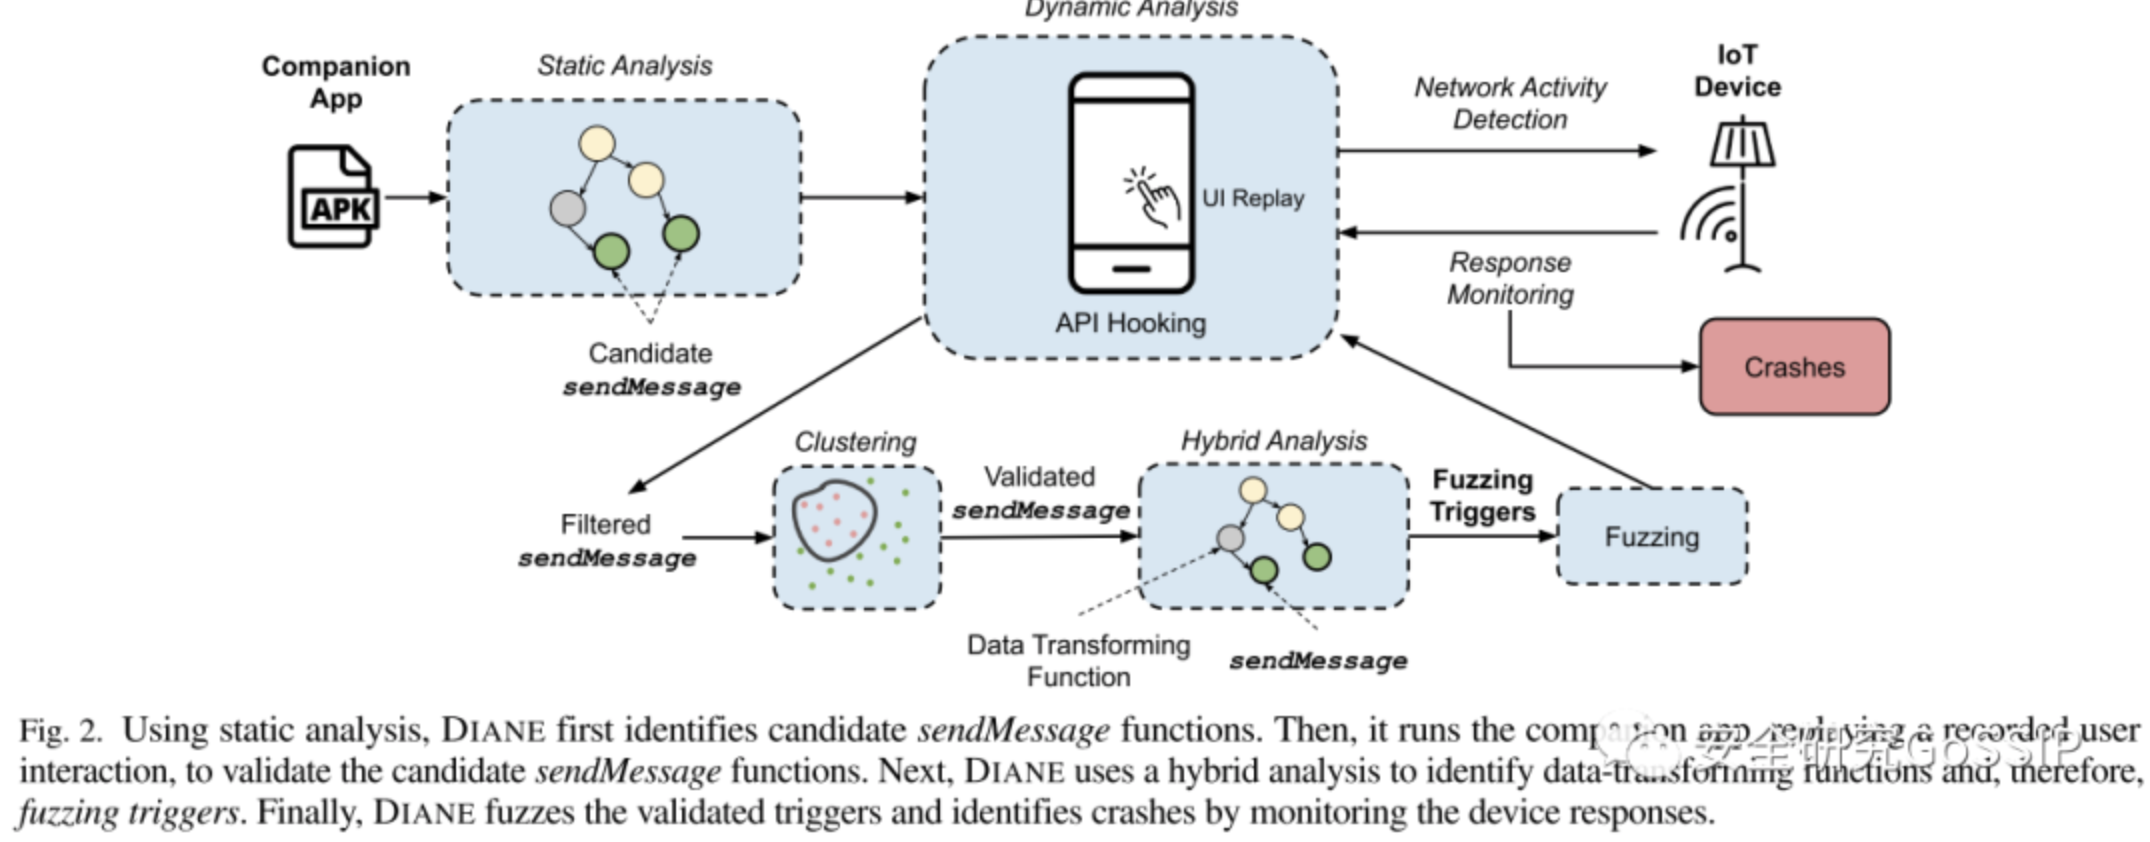 Dynamic Analysis
Companion
App
Static Analysis
IoT
Device
Network Activity
Detection
APK
UI Replay
Response
Monitoring
API Hooking
Candidate
sendMessage
Crashes
Clustering
Hybrid Analysis
Validated
sendMessage
Fuzzing
Triggers
Filtered
sendMessage
Fuzzing
Data Transforming
Function
sendMessage
Fig. 2. Using static analysis, DIANE first identifies candidate sendMessage functions. Then, it runs the companion app, replaying a recorded user
interaction, to validate the candidate sendMessage functions. Next, DIANE uses a hybrid analysis to identify data-transforming functions and, therefore,
fuzzing triggers. Finally, DIANE fuzzes the validated triggers and identifies crashes by monitoring the device responses.
安全研究GoSSIP